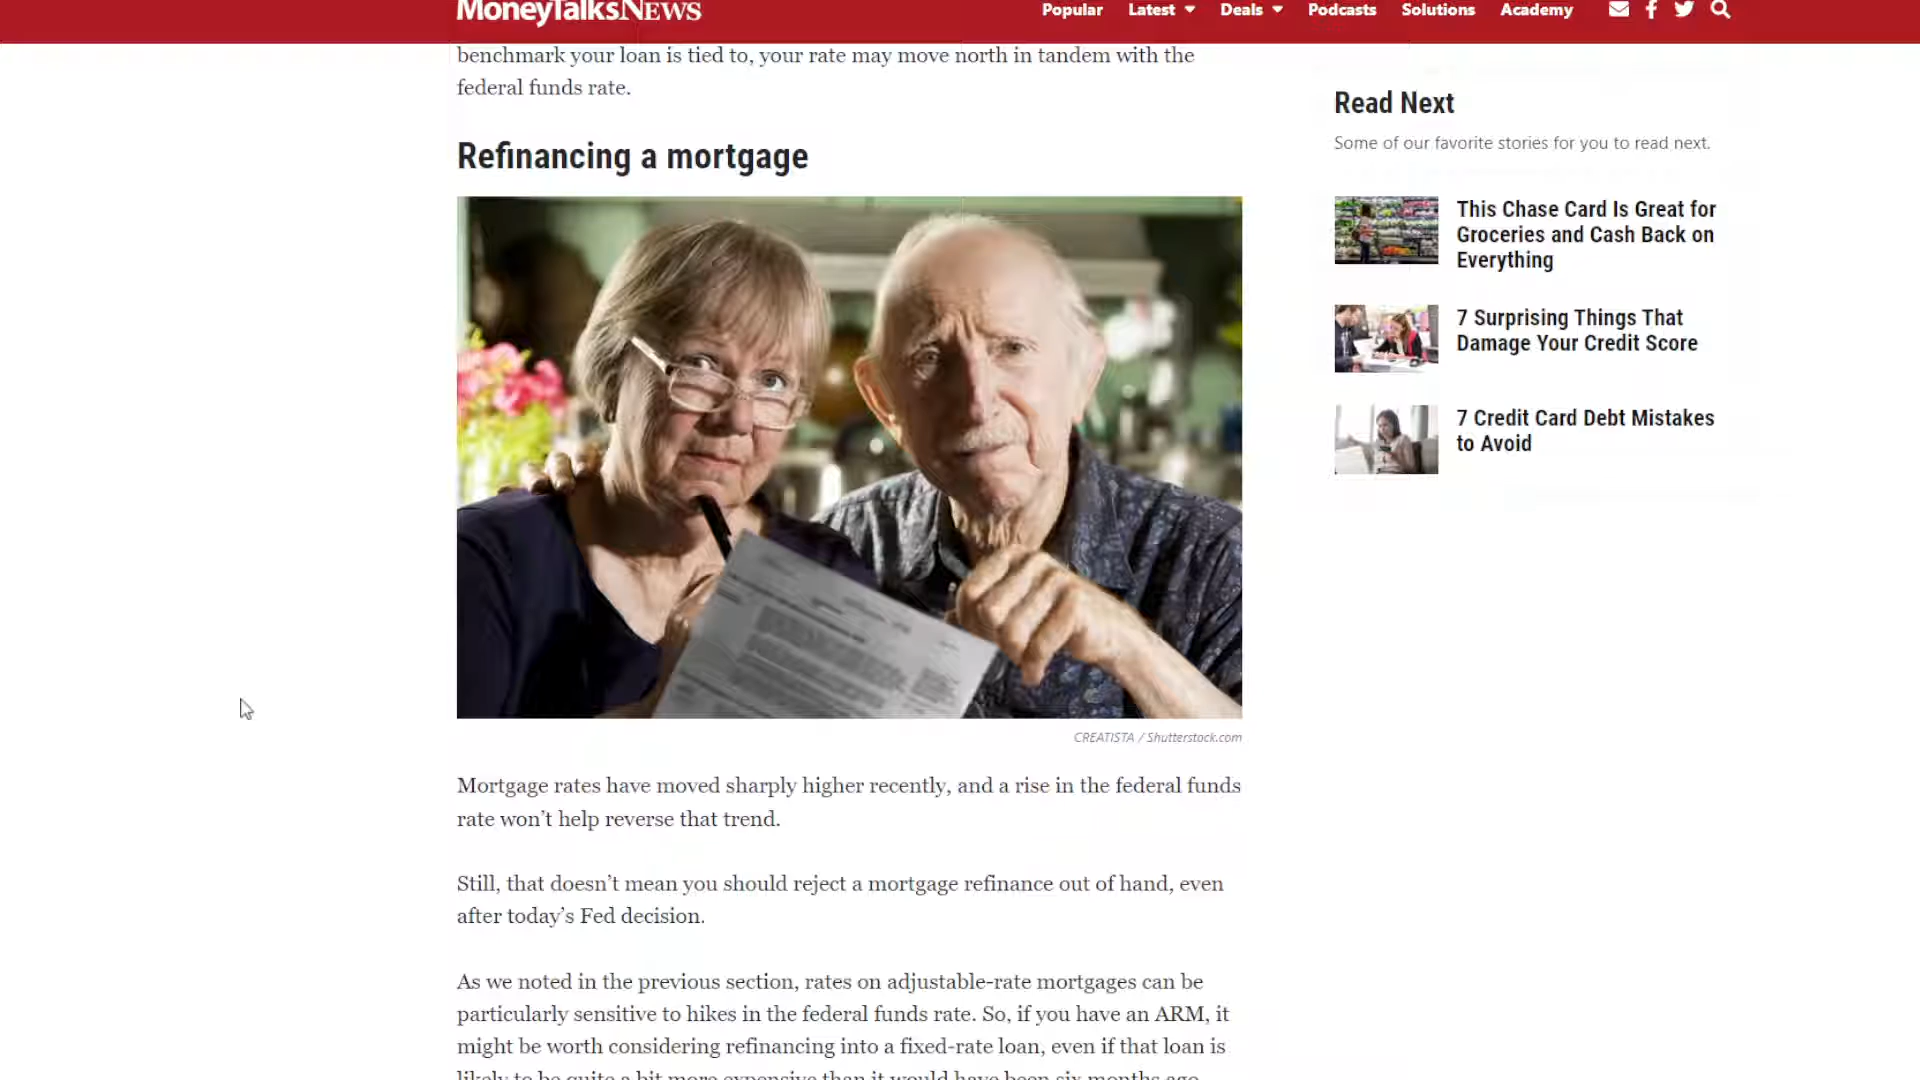 MoneyTalksNews
Popular
Latest
Deals
Podcasts
Solutions
Academy
benchmark your loan is tied to, your rate may move north in tandem with the
federal funds rate.
Refinancing a mortgage
CREATISTA / Shutterstock.com
Mortgage rates have moved sharply higher recently, and a rise in the federal funds
rate won’t help reverse that trend.
Still, that doesn’t mean you should reject a mortgage refinance out of hand, even
after today’s Fed decision.
As we noted in the previous section, rates on adjustable-rate mortgages can be
particularly sensitive to hikes in the federal funds rate. So, if you have an ARM, it
might be worth considering refinancing into a fixed-rate loan, even if that loan is
likely to be quite a bit more expensive than it would have been six months ago
Read Next
Some of our favorite stories for you to read next.
This Chase Card Is Great for
Groceries and Cash Back on
Everything
7 Surprising Things That
Damage Your Credit Score
7 Credit Card Debt Mistakes
to Avoid